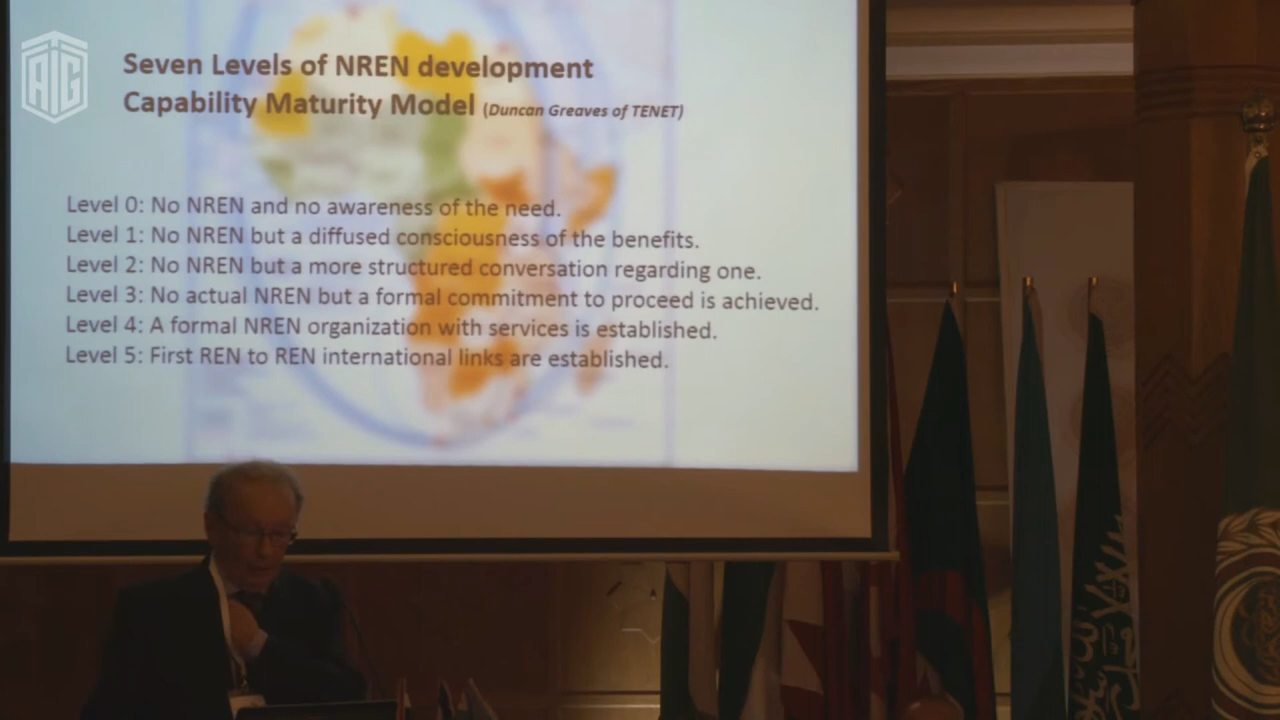 TAG
Seven Levels of NREN development
Capability Maturity Model (Duncan Greaves of TENET)
Level 0: No NREN and no awareness of the need.
Level 1: No NREN but a diffused consciousness of the benefits.
Level 2: No NREN but a more structured conversation regarding one.
Level 3: No actual NREN but a formal commitment to proceed is achieved.
Level 4: A formal NREN organization with services is established.
Level 5: First REN to REN international links are established.